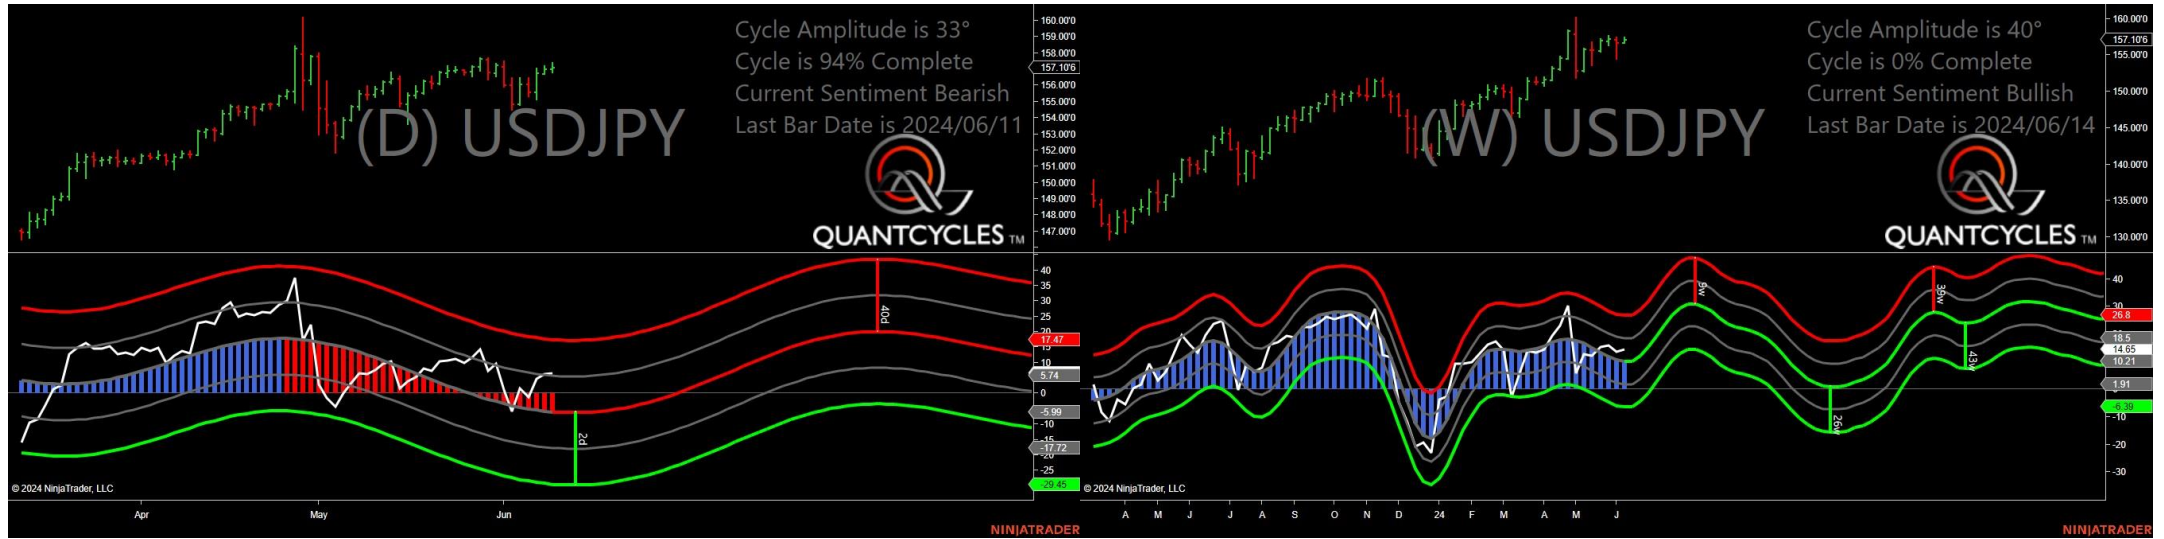 Cycle Amplitude is 33°
Cycle is 94% Complete
Current Sentiment Bearish
Last Bar Date is 2024/06/11
(D) USDJPY
QUANTCYCLES TM
160.00'0
159.00'0
158.00'0
157.10'6
156.00'0
155.00'0
154.00'0
153.00'0
152.00'0
151.00'0
150.00'0
149.00'0
148.00'0
147.00'0
40
35
30
25
20
17.47
15
10
5.74
0
-5.99
-10
-15
-17.72
-20
-25
-29.45
40d
2d
© 2024 NinjaTrader, LLC
Apr
May
Jun
NINJATRADER
Cycle Amplitude is 40°
Cycle is 0% Complete
Current Sentiment Bullish
Last Bar Date is 2024/06/14
(W) USDJPY
QUANTCYCLES TM
160.00'0
157.10'6
155.00'0
150.00'0
145.00'0
140.00'0
135.00'0
130.00'0
40
30
26.8
18.5
14.65
10.21
1.91
-6.39
-10
-20
-30
9w
39w
43w
26w
© 2024 NinjaTrader, LLC
A M J J A S O N D 24 F M A M J
NINJATRADER